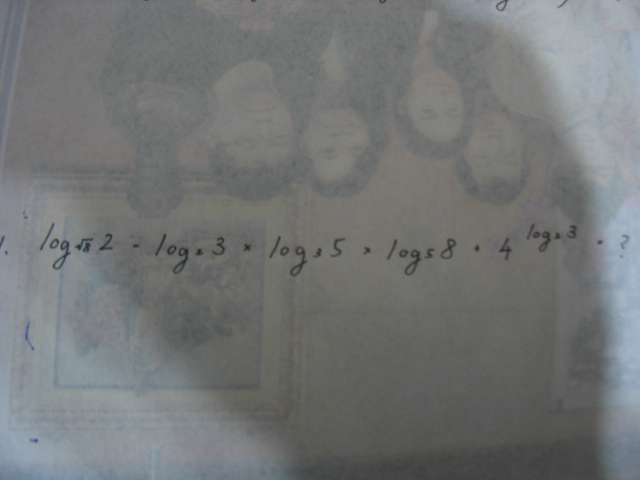 1. log√8 2 - log2 3 × log3 5 × log5 8 + 4^log2 3 = ?